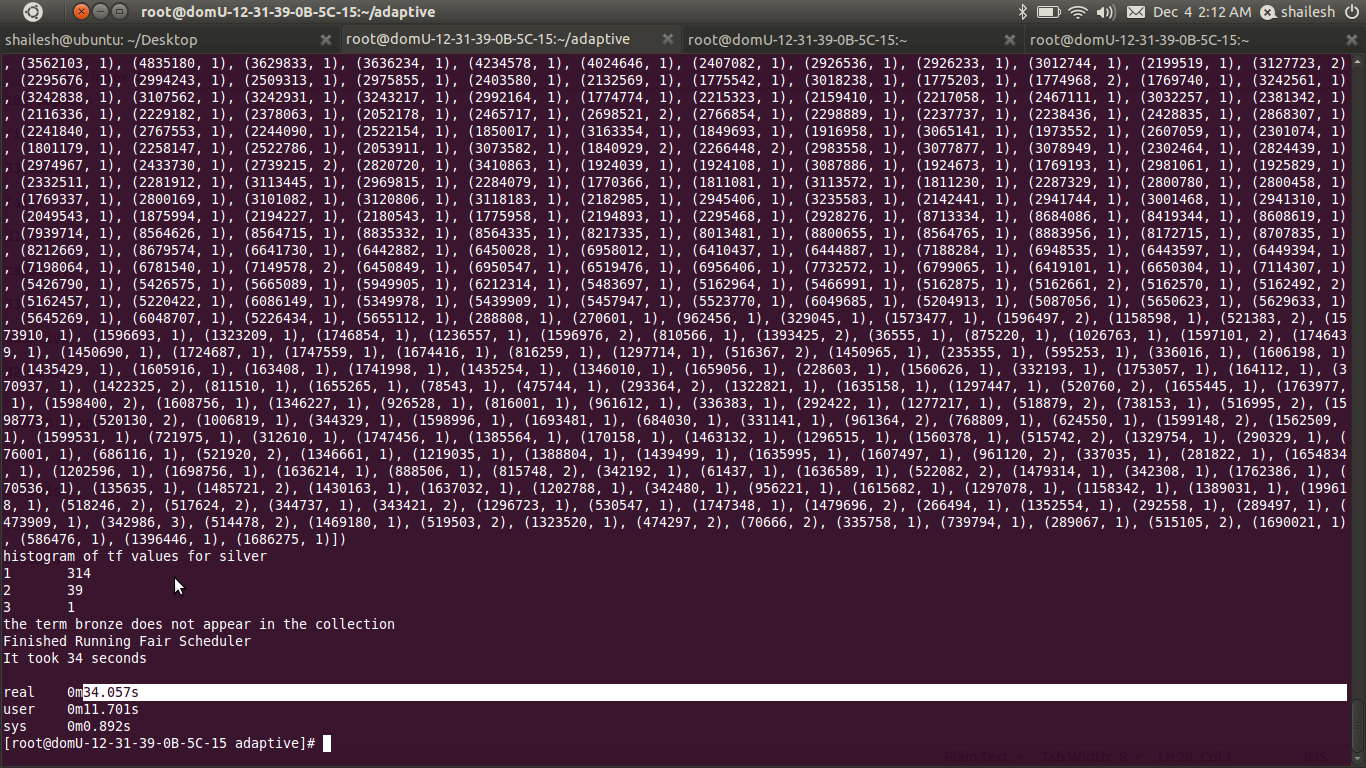 root@domU-12-31-39-0B-5C-15:~/adaptive
Dec 4 2:12 AM
shailesh
shailesh@ubuntu: ~/Desktop
root@domU-12-31-39-0B-5C-15:~/adaptive
root@domU-12-31-39-0B-5C-15:~
root@domU-12-31-39-0B-5C-15:~
, (3562103, 1), (4835180, 1), (3629833, 1), (3636234, 1), (4234578, 1), (4024646, 1), (2407082, 1), (2926536, 1), (2926233, 1), (3012744, 1), (2199519, 1), (3127723, 2)
, (2295676, 1), (2994243, 1), (2509313, 1), (2975855, 1), (2403580, 1), (2132569, 1), (1775542, 1), (3018238, 1), (1775203, 1), (1774968, 2), (1769740, 1), (3242561, 1)
, (3242838, 1), (3107562, 1), (3242931, 1), (3243217, 1), (2992164, 1), (1774774, 1), (2215323, 1), (2159410, 1), (2217058, 1), (2467111, 1), (3032257, 1), (2381342, 1)
, (2116336, 1), (2229182, 1), (2378063, 1), (2052178, 1), (2465717, 1), (2698521, 2), (2766854, 1), (2298889, 1), (2237737, 1), (2238436, 1), (2428835, 1), (2868307, 1)
, (2241840, 1), (2767553, 1), (2244090, 1), (2522154, 1), (1850017, 1), (3163354, 1), (1849693, 1), (1916958, 1), (3065141, 1), (1973552, 1), (2607059, 1), (2301074, 1)
, (1801179, 1), (2258147, 1), (2522786, 1), (2053911, 1), (3073582, 1), (1840929, 2), (2266448, 2), (2983558, 1), (3077877, 1), (3078949, 1), (2302464, 1), (2824439, 1)
, (2974967, 1), (2433730, 1), (2739215, 2), (2820720, 1), (3410863, 1), (1924039, 1), (1924108, 1), (3087886, 1), (1924673, 1), (1769193, 1), (2981061, 1), (1925829, 1)
, (2332511, 1), (2281912, 1), (3113445, 1), (2969815, 1), (2284079, 1), (1770366, 1), (1811081, 1), (3113572, 1), (1811230, 1), (2287329, 1), (2800780, 1), (2800458, 1)
, (1769337, 1), (2800169, 1), (3101082, 1), (3120806, 1), (3118183, 1), (2182985, 1), (2945406, 1), (3235583, 1), (2142441, 1), (2941744, 1), (3001468, 1), (2941310, 1)
, (2049543, 1), (1875994, 1), (2194227, 1), (2180543, 1), (1775958, 1), (2194893, 1), (2295468, 1), (2928276, 1), (8713334, 1), (8684086, 1), (8419344, 1), (8608619, 1)
, (7939714, 1), (8564626, 1), (8564715, 1), (8835332, 1), (8564335, 1), (8217335, 1), (8013481, 1), (8800655, 1), (8564765, 1), (8883956, 1), (8172715, 1), (8707835, 1)
, (8212669, 1), (8679574, 1), (6641730, 1), (6442882, 1), (6450028, 1), (6958012, 1), (6410437, 1), (6444887, 1), (7188284, 1), (6948535, 1), (6443597, 1), (6449394, 1)
, (7198064, 1), (6781540, 1), (7149578, 2), (6450849, 1), (6950547, 1), (6519476, 1), (6956406, 1), (7732572, 1), (6799065, 1), (6419101, 1), (6650304, 1), (7114307, 1)
, (5426790, 1), (5426575, 1), (5665089, 1), (5949905, 1), (6212314, 1), (5483697, 1), (5162964, 1), (5466991, 1), (5162875, 1), (5162661, 2), (5162570, 1), (5162492, 2)
, (5162457, 1), (5220422, 1), (6086149, 1), (5349978, 1), (5439909, 1), (5457947, 1), (5523770, 1), (6049685, 1), (5204913, 1), (5087056, 1), (5650623, 1), (5629633, 1)
, (5645269, 1), (6048707, 1), (5226434, 1), (5655112, 1), (288808, 1), (270601, 1), (962456, 1), (329045, 1), (1573477, 1), (1596497, 2), (1158598, 1), (521383, 2), (15
73910, 1), (1596693, 1), (1323209, 1), (1746854, 1), (1236557, 1), (1596976, 2), (810566, 1), (1393425, 2), (36555, 1), (875220, 1), (1026763, 1), (1597101, 2), (174643
9, 1), (1450690, 1), (1724687, 1), (1747559, 1), (1674416, 1), (816259, 1), (1297714, 1), (516367, 2), (1450965, 1), (235355, 1), (595253, 1), (336016, 1), (1606198, 1)
, (1435429, 1), (1605916, 1), (163408, 1), (1741998, 1), (1435254, 1), (1346010, 1), (1659056, 1), (228603, 1), (1560626, 1), (332193, 1), (1753057, 1), (164112, 1), (3
70937, 1), (1422325, 2), (811510, 1), (1655265, 1), (78543, 1), (475744, 1), (293364, 2), (1322821, 1), (1635158, 1), (1297447, 1), (520760, 2), (1655445, 1), (1763977,
 1), (1598400, 2), (1608756, 1), (1346227, 1), (926528, 1), (816001, 1), (961612, 1), (336383, 1), (292422, 1), (1277217, 1), (518879, 2), (738153, 1), (516995, 2), (15
98773, 1), (520130, 2), (1006819, 1), (344329, 1), (1598996, 1), (1693481, 1), (684030, 1), (331141, 1), (961364, 2), (768809, 1), (624550, 1), (1599148, 2), (1562509,
1), (1599531, 1), (721975, 1), (312610, 1), (1747456, 1), (1385564, 1), (170158, 1), (1463132, 1), (1296515, 1), (1560378, 1), (515742, 2), (1329754, 1), (290329, 1), (
76001, 1), (686116, 1), (521920, 2), (1346661, 1), (1219035, 1), (1388804, 1), (1439499, 1), (1635995, 1), (1607497, 1), (961120, 2), (337035, 1), (281822, 1), (1654834
, 1), (1202596, 1), (1698756, 1), (1636214, 1), (888506, 1), (815748, 2), (342192, 1), (61437, 1), (1636589, 1), (522082, 2), (1479314, 1), (342308, 1), (1762386, 1), (
70536, 1), (135635, 1), (1485721, 2), (1430163, 1), (1637032, 1), (1202788, 1), (342480, 1), (956221, 1), (1615682, 1), (1297078, 1), (1158342, 1), (1389031, 1), (19961
8, 1), (518246, 2), (517624, 2), (344737, 1), (343421, 2), (1296723, 1), (530547, 1), (1747348, 1), (1479696, 2), (266494, 1), (1352554, 1), (292558, 1), (289497, 1), (
473909, 1), (342986, 3), (514478, 2), (1469180, 1), (519503, 2), (1323520, 1), (474297, 2), (70666, 2), (335758, 1), (739794, 1), (289067, 1), (515105, 2), (1690021, 1)
, (586476, 1), (1396446, 1), (1686275, 1)])
histogram of tf values for silver
1 314
2 39
3 1
the term bronze does not appear in the collection
Finished Running Fair Scheduler
It took 34 seconds
real 0m34.057s
user 0m11.701s
sys 0m0.892s
[root@domU-12-31-39-0B-5C-15 adaptive]#
Plain Text Tab Width: 8 Ln 29, Col 1 INS